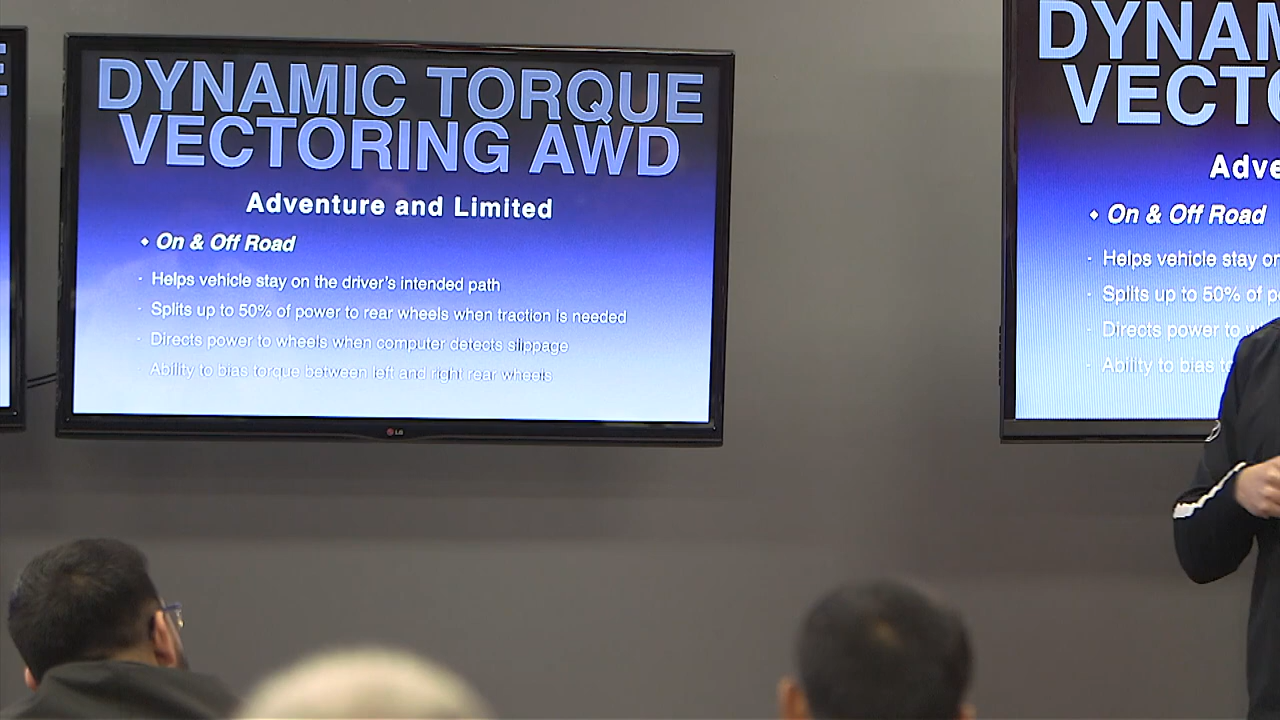 DYNAMIC TORQUE
VECTORING AWD
Adventure and Limited
• On & Off Road
- Helps vehicle stay on the driver's intended path
- Splits up to 50% of power to rear wheels when traction is needed
- Directs power to wheels when computer detects slippage
- Ability to bias torque between left and right rear wheels
LG
E
DYNAM
VECTO
Adve
• On & Off Road
- Helps vehicle stay on
- Splits up to 50% of p
- Directs power to w
- Ability to bias to